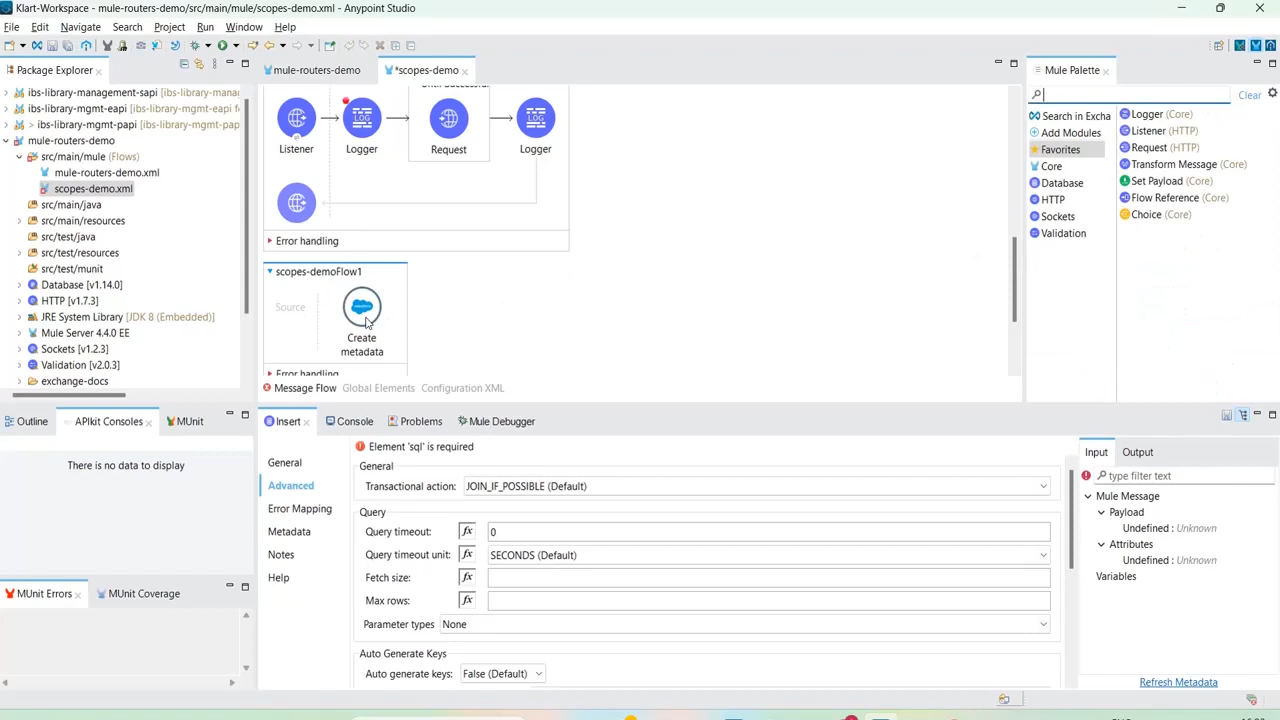 Klart-Workspace - mule-routers-demo/src/main/mule/scopes-demo.xml - Anypoint Studio
File Edit Navigate Search Project Run Window Help
Package Explorer
ibs-library-management-sapi (ibs-library-manag
ibs-library-mgmt-eapi (ibs-library-mgmt-eapi f
> ibs-library-mgmt-papi (ibs-library-mgmt-pap
mule-routers-demo
src/main/mule (Flows)
mule-routers-demo.xml
scopes-demo.xml
src/main/java
src/main/resources
src/test/java
src/test/resources
src/test/munit
Database [v1.14.0]
HTTP [v1.7.3]
JRE System Library [JDK 8 (Embedded)]
Mule Server 4.4.0 EE
Sockets [v1.2.3]
Validation [v2.0.3]
exchange-docs
mule-routers-demo
*scopes-demo
LOG
LOG
Listener
Logger
Request
Logger
Error handling
scopes-demoFlow1
Source
Create metadata
Error handling
Message Flow Global Elements Configuration XML
Mule Palette
Clear
Search in Excha
Add Modules
Favorites
Core
Database
HTTP
Sockets
Validation
Logger (Core)
Listener (HTTP)
Request (HTTP)
Transform Message (Core)
Set Payload (Core)
Flow Reference (Core)
Choice (Core)
Outline
APIkit Consoles
MUnit
There is no data to display
MUnit Errors
MUnit Coverage
Insert
Console
Problems
Mule Debugger
General
Advanced
Error Mapping
Metadata
Notes
Help
Element 'sql' is required
General
Transactional action: JOIN_IF_POSSIBLE (Default)
Query
Query timeout: fx 0
Query timeout unit: fx SECONDS (Default)
Fetch size: fx
Max rows: fx
Parameter types None
Auto Generate Keys
Auto generate keys: False (Default)
Input Output
type filter text
Mule Message
Payload
Undefined : Unknown
Attributes
Undefined : Unknown
Variables
Refresh Metadata